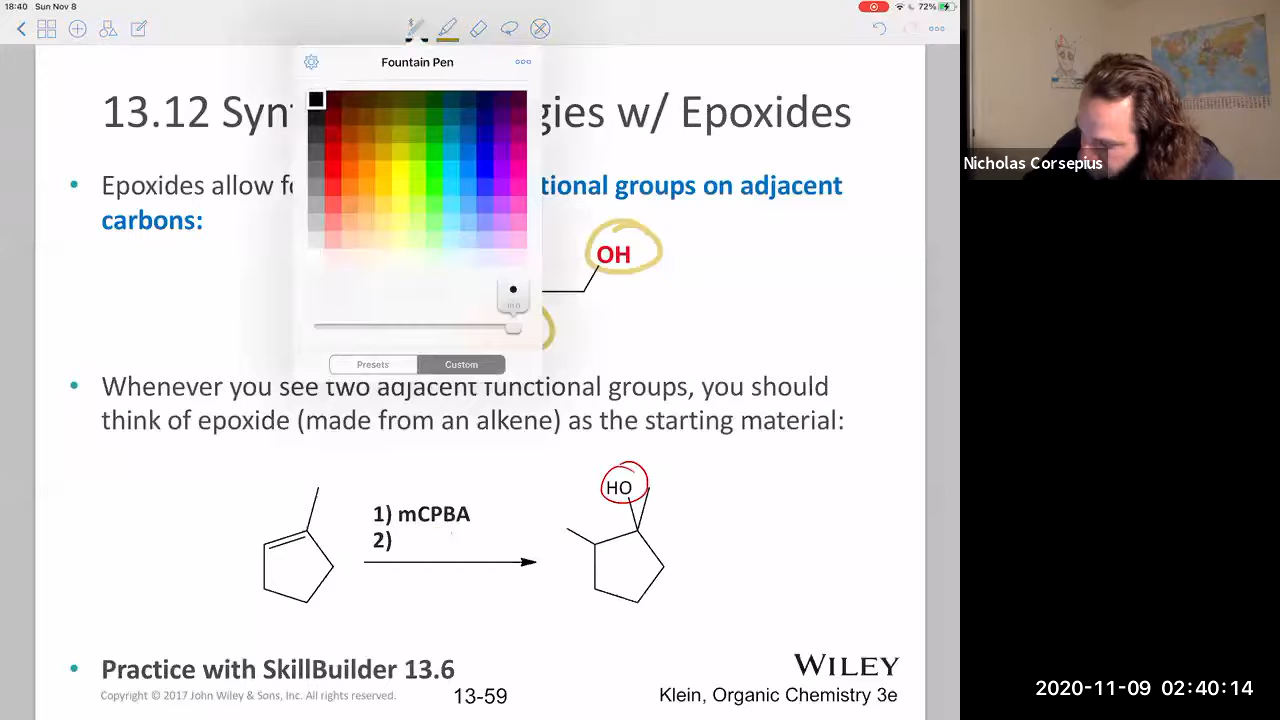 18:40 Sun Nov 8
72%
Fountain Pen
13.12 Syn gies w/ Epoxides
Epoxides allow tional groups on adjacent
carbons:
OH
Presets Custom
Whenever you see two adjacent functional groups, you should
think of epoxide (made from an alkene) as the starting material:
HO
1) mCPBA
2)
Practice with SkillBuilder 13.6
WILEY
Copyright © 2017 John Wiley & Sons, Inc. All rights reserved.
13-59
Klein, Organic Chemistry 3e
Nicholas Corsepius
2020-11-09 02:40:14